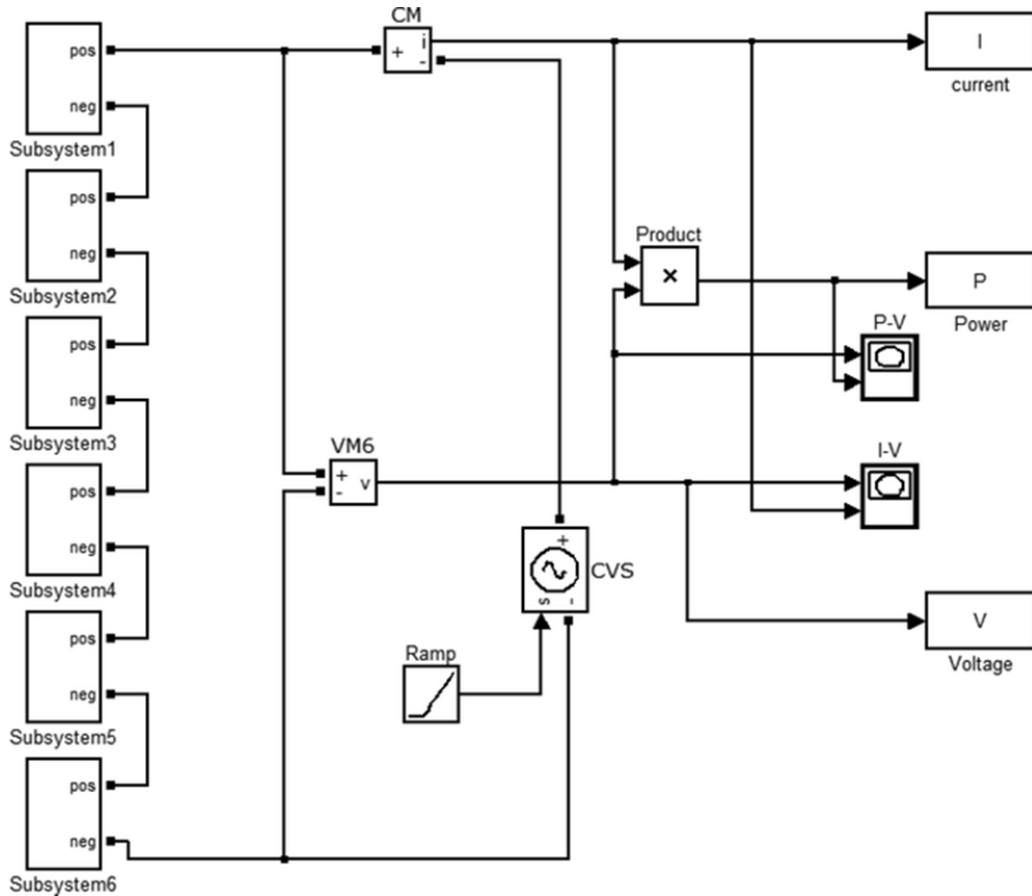 CM
pos
+
i
-
I
neg
current
Subsystem1
pos
neg
Subsystem2
Product
×
P
Power
pos
P-V
neg
Subsystem3
VM6
+
-
v
I-V
pos
neg
Subsystem4
+
CVS
s
-
V
Voltage
pos
Ramp
neg
Subsystem5
pos
neg
Subsystem6